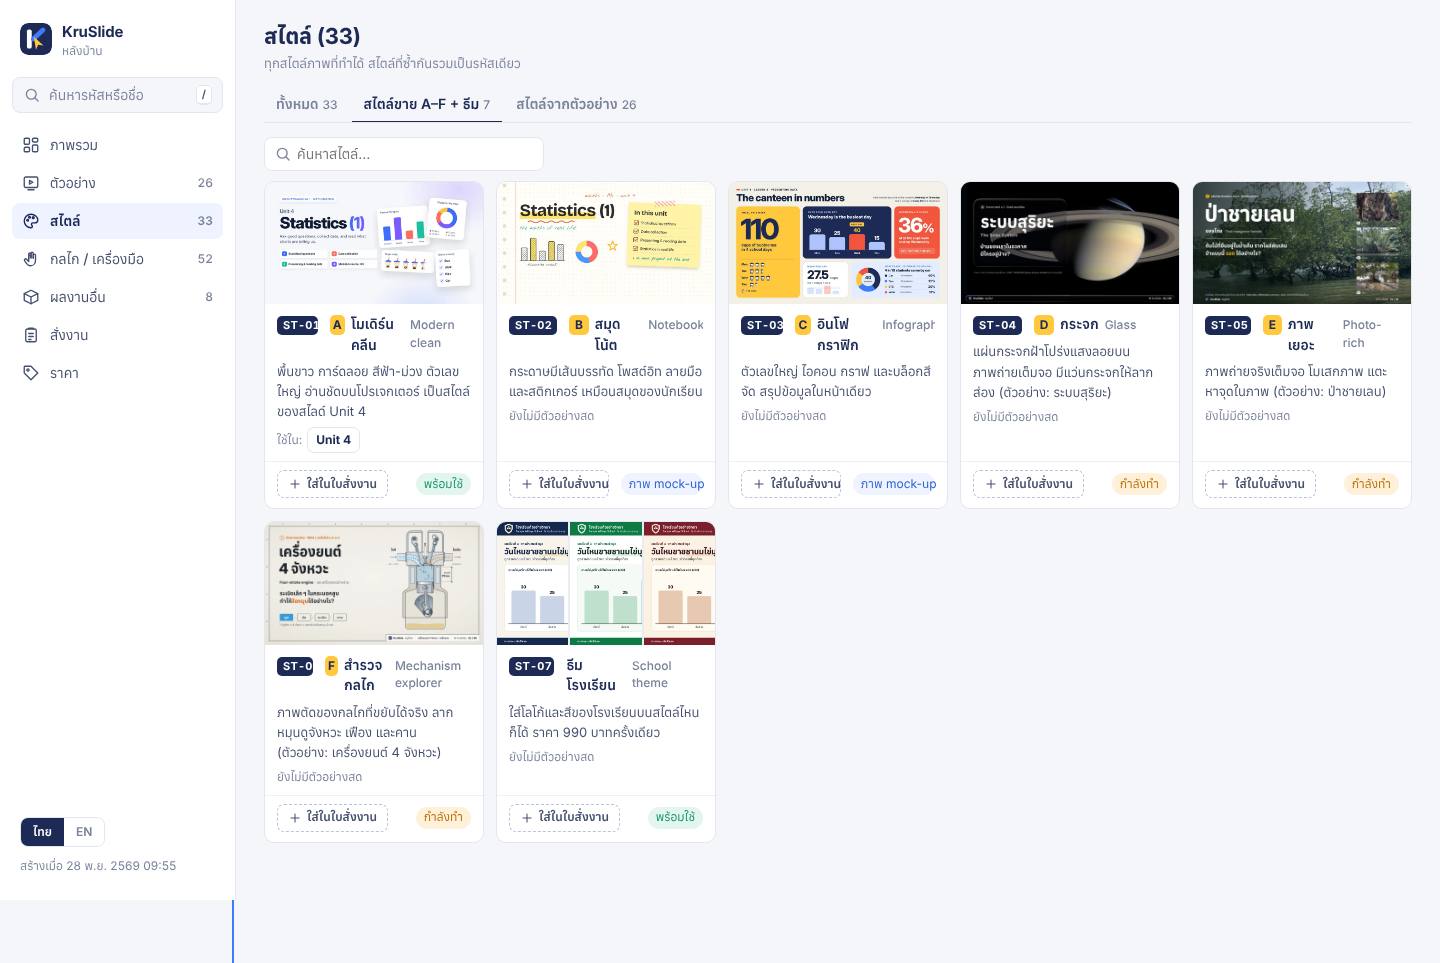 KruSlide
หลังบ้าน
ค้นหารหัสหรือชื่อ
/
ภาพรวม
ตัวอย่าง 26
สไตล์ 33
กลไก / เครื่องมือ 52
ผลงานอื่น 8
สั่งงาน
ราคา
ไทย EN
สร้างเมื่อ 28 พ.ย. 2569 09:55
สไตล์ (33)
ทุกสไตล์ภาพที่ทำได้ สไตล์ที่ซ้ำกันรวมเป็นรหัสเดียว
ทั้งหมด 33 สไตล์ขาย A–F + ธีม 7 สไตล์จากตัวอย่าง 26
ค้นหาสไตล์...
Unit 4
Statistics (1)
ST-01 A โมเดิร์น Modern
คลีน clean
พื้นขาว การ์ดลอย สีฟ้า-ม่วง ตัวเลข
ใหญ่ อ่านชัดบนโปรเจกเตอร์ เป็นสไตล์
ของสไลด์ Unit 4
ใช้ใน: Unit 4
ใส่ในใบสั่งงาน พร้อมใช้
Statistics (1)
In this unit
ST-02 B สมุด Notebook
โน้ต
กระดาษมีเส้นบรรทัด โพสต์อิท ลายมือ
และสติกเกอร์ เหมือนสมุดของนักเรียน
ยังไม่มีตัวอย่างสด
ใส่ในใบสั่งงาน ภาพ mock-up
The canteen in numbers
110
Wednesday is the busiest day
30 25 40 15
36%
27.5
ST-03 C อินโฟ Infograph
กราฟิก
ตัวเลขใหญ่ ไอคอน กราฟ และบล็อกสี
จัด สรุปข้อมูลในหน้าเดียว
ยังไม่มีตัวอย่างสด
ใส่ในใบสั่งงาน ภาพ mock-up
ระบบสุริยะ
ST-04 D กระจก Glass
แผ่นกระจกฝ้าโปร่งแสงลอยบน
ภาพถ่ายเต็มจอ มีแว่นกระจกให้ลาก
ส่อง (ตัวอย่าง: ระบบสุริยะ)
ยังไม่มีตัวอย่างสด
ใส่ในใบสั่งงาน กำลังทำ
ป่าชายเลน
ST-05 E ภาพ Photo-
เยอะ rich
ภาพถ่ายจริงเต็มจอ โมเสกภาพ แตะ
หาจุดในภาพ (ตัวอย่าง: ป่าชายเลน)
ยังไม่มีตัวอย่างสด
ใส่ในใบสั่งงาน กำลังทำ
เครื่องยนต์
4 จังหวะ
ST-0 F สำรวจ Mechanism
กลไก explorer
ภาพตัดของกลไกที่ขยับได้จริง ลาก
หมุนดูจังหวะ เฟือง และคาน
(ตัวอย่าง: เครื่องยนต์ 4 จังหวะ)
ยังไม่มีตัวอย่างสด
ใส่ในใบสั่งงาน กำลังทำ
ST-07 ธีม School
โรงเรียน theme
ใส่โลโก้และสีของโรงเรียนบนสไตล์ไหน
ก็ได้ ราคา 990 บาทครั้งเดียว
ยังไม่มีตัวอย่างสด
ใส่ในใบสั่งงาน พร้อมใช้